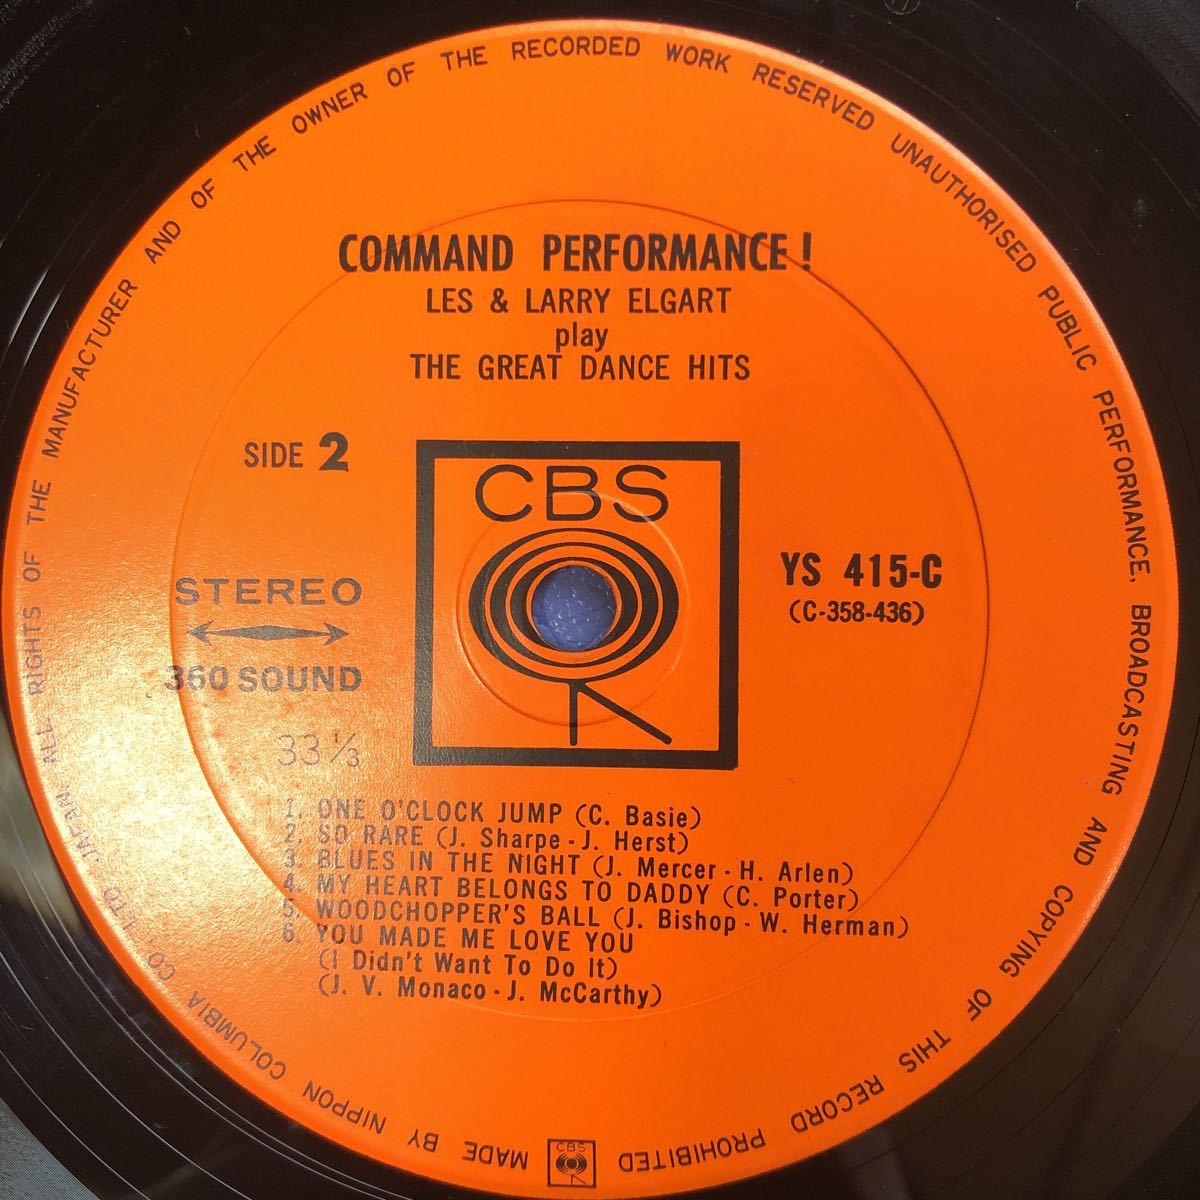 COMMAND PERFORMANCE!
LES & LARRY ELGART
play
THE GREAT DANCE HITS
SIDE 2
CBS
YS 415-C
(C-358-436)
STEREO
360 SOUND
33 1/3
1. ONE O'CLOCK JUMP (C. Basie)
2. SO RARE (J. Sharpe - J. Herst)
3. BLUES IN THE NIGHT (J. Mercer - H. Arlen)
4. MY HEART BELONGS TO DADDY (C. Porter)
5. WOODCHOPPER'S BALL (J. Bishop - W. Herman)
6. YOU MADE ME LOVE YOU
(I Didn't Want To Do It)
(J. V. Monaco - J. McCarthy)
ALL RIGHTS OF THE MANUFACTURER AND OF THE OWNER OF THE RECORDED WORK RESERVED UNAUTHORISED PUBLIC PERFORMANCE, BROADCASTING AND COPYING OF THIS RECORD PROHIBITED
CBS
MADE BY NIPPON COLUMBIA CO., LTD. JAPAN.